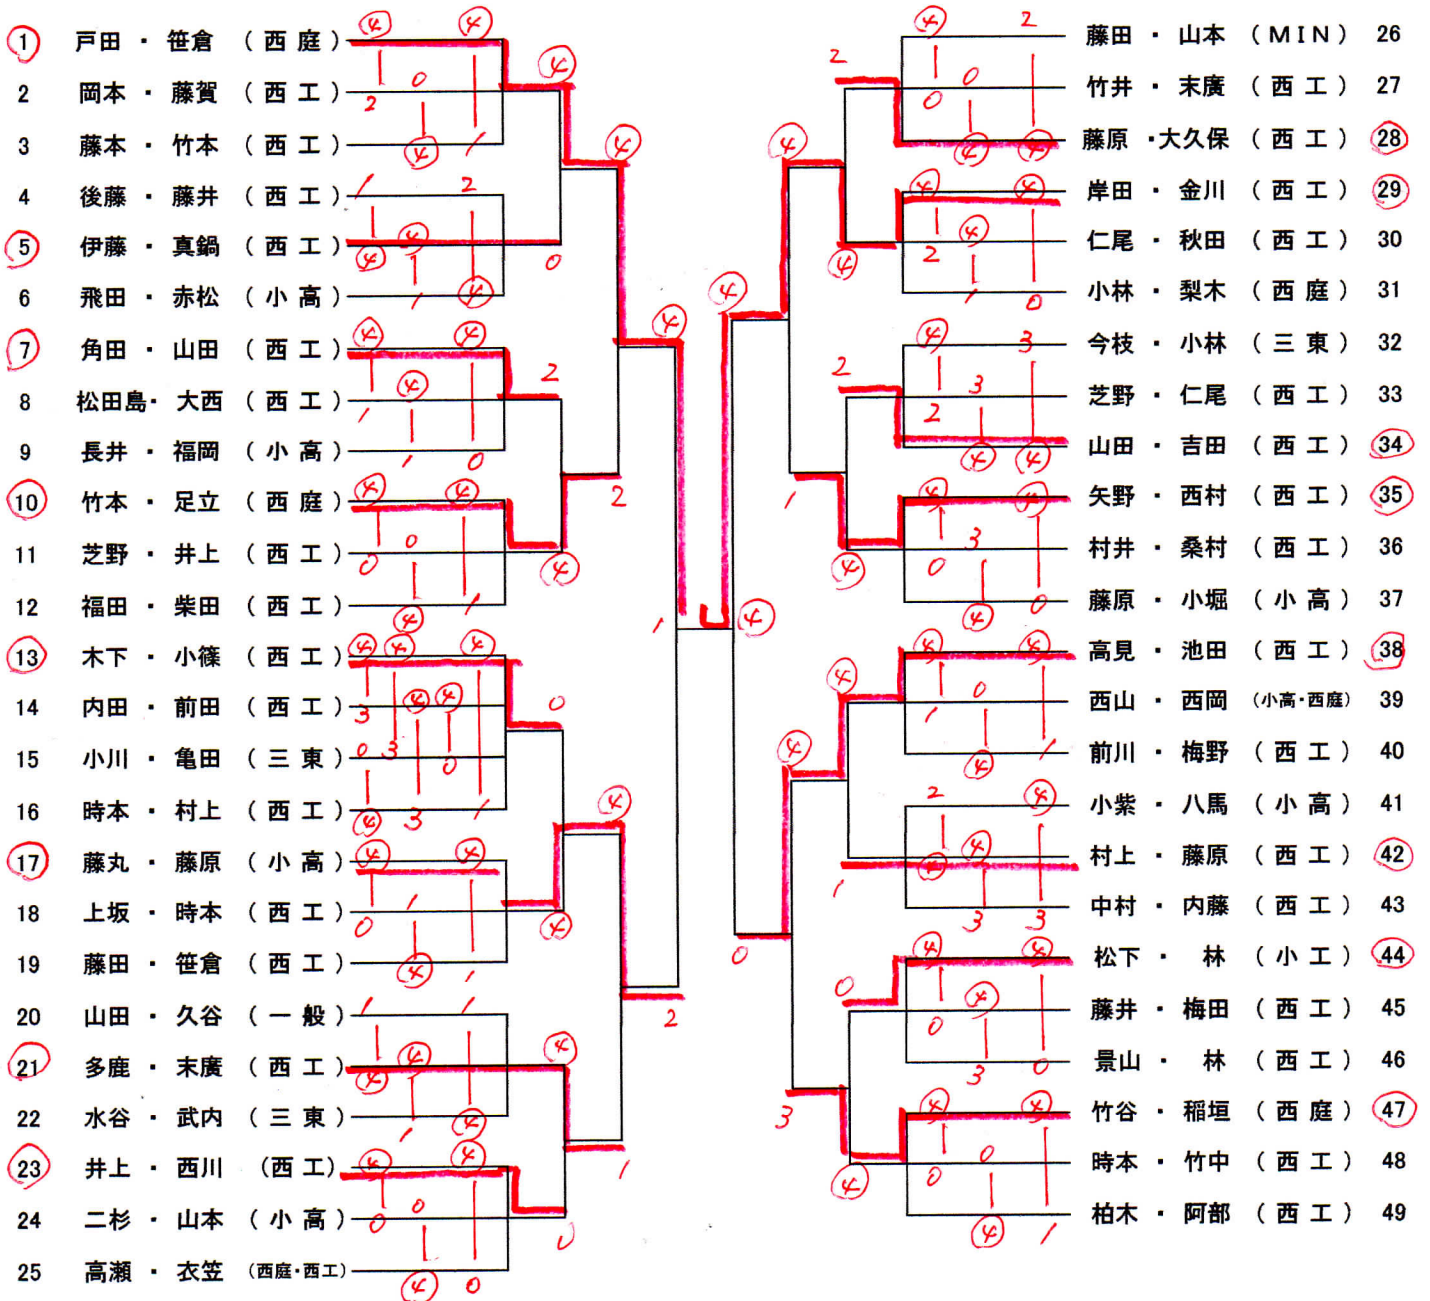 1 戸田・笹倉 (西庭)
2 岡本・藤賀 (西工)
3 藤本・竹本 (西工)
4 後藤・藤井 (西工)
5 伊藤・真鍋 (西工)
6 飛田・赤松 (小高)
7 角田・山田 (西工)
8 松田島・大西 (西工)
9 長井・福岡 (小高)
10 竹本・足立 (西庭)
11 芝野・井上 (西工)
12 福田・柴田 (西工)
13 木下・小篠 (西工)
14 内田・前田 (西工)
15 小川・亀田 (三東)
16 時本・村上 (西工)
17 藤丸・藤原 (小高)
18 上坂・時本 (西工)
19 藤田・笹倉 (西工)
20 山田・久谷 (一般)
21 多鹿・末廣 (西工)
22 水谷・武内 (三東)
23 井上・西川 (西工)
24 二杉・山本 (小高)
25 高瀬・衣笠 (西庭・西工)
藤田・山本 (MIN) 26
竹井・末廣 (西工) 27
藤原・大久保 (西工) 28
岸田・金川 (西工) 29
仁尾・秋田 (西工) 30
小林・梨木 (西庭) 31
今枝・小林 (三東) 32
芝野・仁尾 (西工) 33
山田・吉田 (西工) 34
矢野・西村 (西工) 35
村井・桑村 (西工) 36
藤原・小堀 (小高) 37
高見・池田 (西工) 38
西山・西岡 (小高・西庭) 39
前川・梅野 (西工) 40
小紫・八馬 (小高) 41
村上・藤原 (西工) 42
中村・内藤 (西工) 43
松下・林 (小工) 44
藤井・梅田 (西工) 45
景山・林 (西工) 46
竹谷・稲垣 (西庭) 47
時本・竹中 (西工) 48
柏木・阿部 (西工) 49